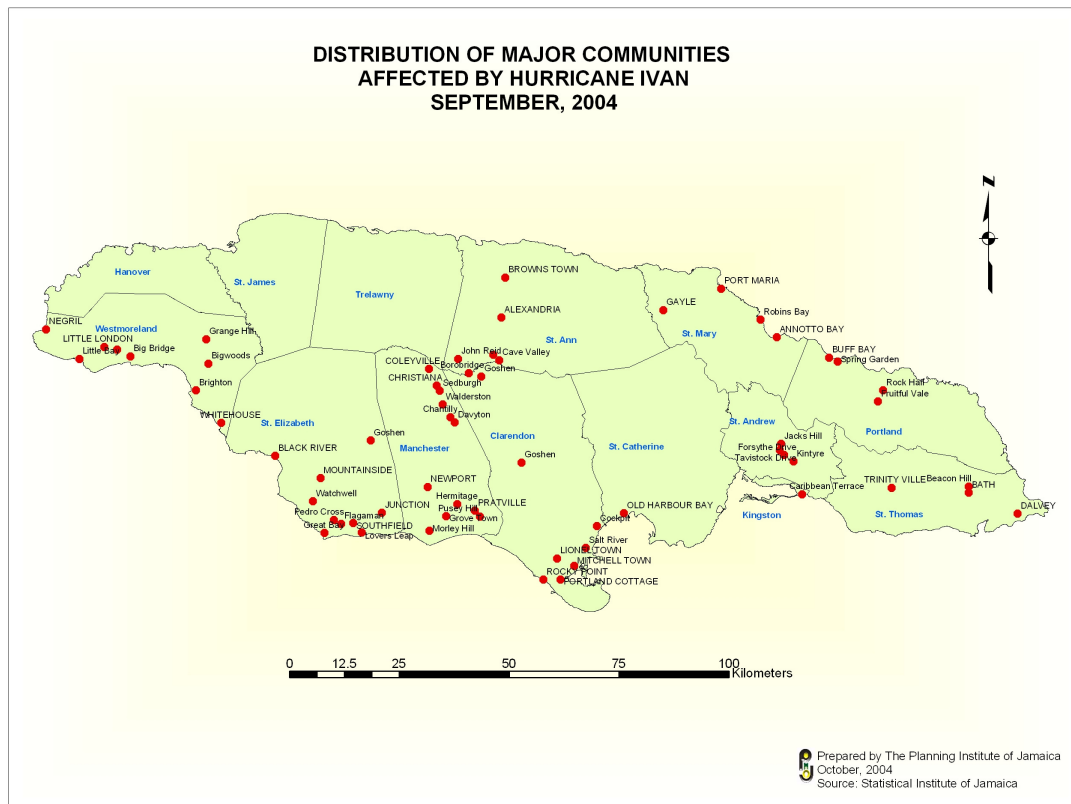 DISTRIBUTION OF MAJOR COMMUNITIES
AFFECTED BY HURRICANE IVAN
SEPTEMBER, 2004
N
Hanover
St. James
Trelawny
BROWNS TOWN
PORT MARIA
GAYLE
ALEXANDRIA
Robins Bay
NEGRIL
Westmoreland
Grange Hill
St. Ann
St. Mary
ANNOTTO BAY
LITTLE LONDON
Little Bay
Big Bridge
Bigwoods
John Reid
Cave Valley
BUFF BAY
Spring Garden
COLEYVILLE
Borobridge
Goshen
CHRISTIANA
Sedburgh
Brighton
Walderston
Rock Hall
Fruitful Vale
WHITEHOUSE
St. Elizabeth
Chantilly
Davyton
St. Andrew
Portland
Goshen
Manchester
Clarendon
St. Catherine
Jacks Hill
Forsythe Drive
Kintyre
Tavistock Drive
BLACK RIVER
Goshen
MOUNTAINSIDE
NEWPORT
TRINITY VILLE
Beacon Hill
BATH
Caribbean Terrace
Watchwell
Hermitage
PRATVILLE
JUNCTION
Pusey Hill
Grove Town
OLD HARBOUR BAY
Kingston
St. Thomas
DALVEY
Pedro Cross
Flagaman
Great Bay
SOUTHFIELD
Lovers Leap
Morley Hill
Cockpit
Salt River
LIONEL TOWN
MITCHELL TOWN
ROCKY POINT
PORTLAND COTTAGE
0 12.5 25 50 75 100
Kilometers
Prepared by The Planning Institute of Jamaica
October, 2004
Source: Statistical Institute of Jamaica